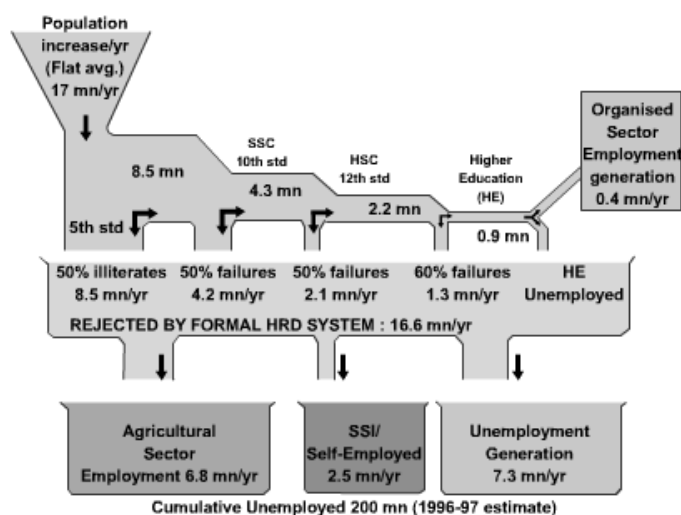 Population
increase/yr
(Flat avg.)
17 mn/yr
Organised
Sector
Employment
generation
0.4 mn/yr
SSC
10th std
HSC
12th std
Higher
Education
(HE)
8.5 mn
4.3 mn
2.2 mn
0.9 mn
5th std
50% illiterates
8.5 mn/yr
50% failures
4.2 mn/yr
50% failures
2.1 mn/yr
60% failures
1.3 mn/yr
HE
Unemployed
REJECTED BY FORMAL HRD SYSTEM : 16.6 mn/yr
Agricultural
Sector
Employment 6.8 mn/yr
SSI/
Self-Employed
2.5 mn/yr
Unemployment
Generation
7.3 mn/yr
Cumulative Unemployed 200 mn (1996-97 estimate)